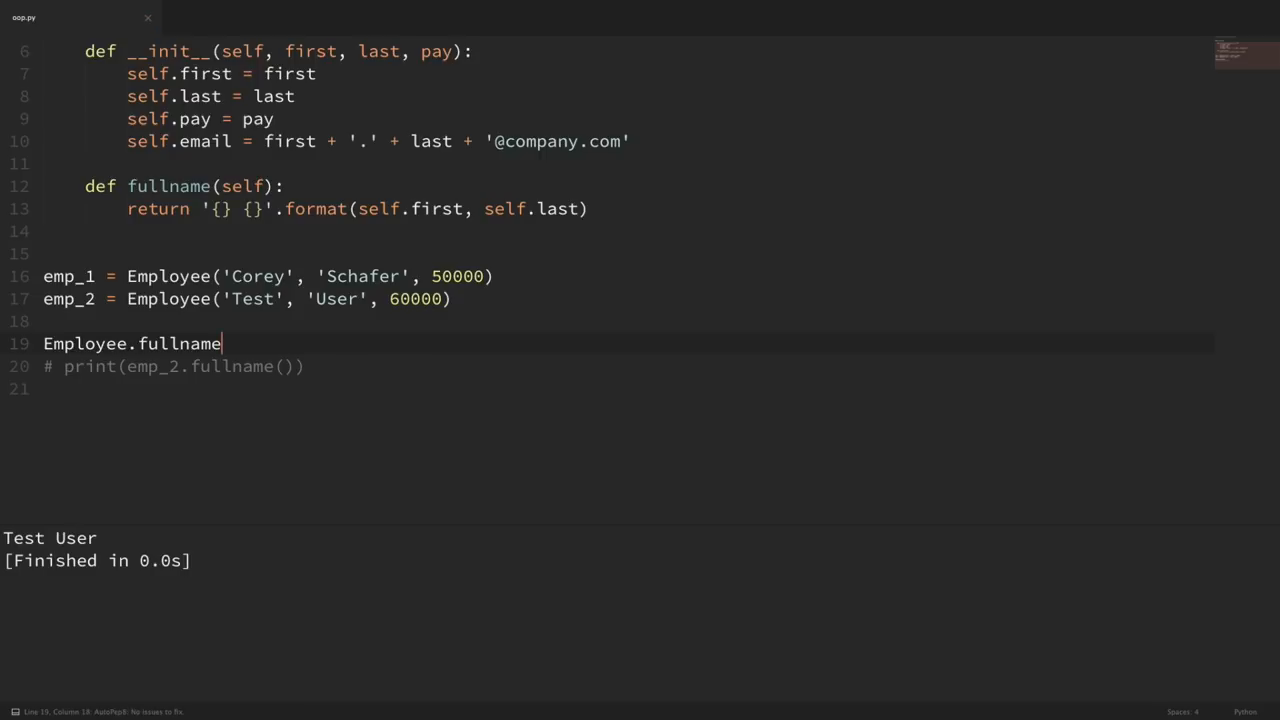 oop.py ×
6 def __init__(self, first, last, pay):
7 self.first = first
8 self.last = last
9 self.pay = pay
10 self.email = first + '.' + last + '@company.com'
11
12 def fullname(self):
13 return '{} {}'.format(self.first, self.last)
14
15
16 emp_1 = Employee('Corey', 'Schafer', 50000)
17 emp_2 = Employee('Test', 'User', 60000)
18
19 Employee.fullname
20 # print(emp_2.fullname())
21
Test User
[Finished in 0.0s]
Line 19, Column 18: AutoPep8: No issues to fix. Spaces: 4 Python